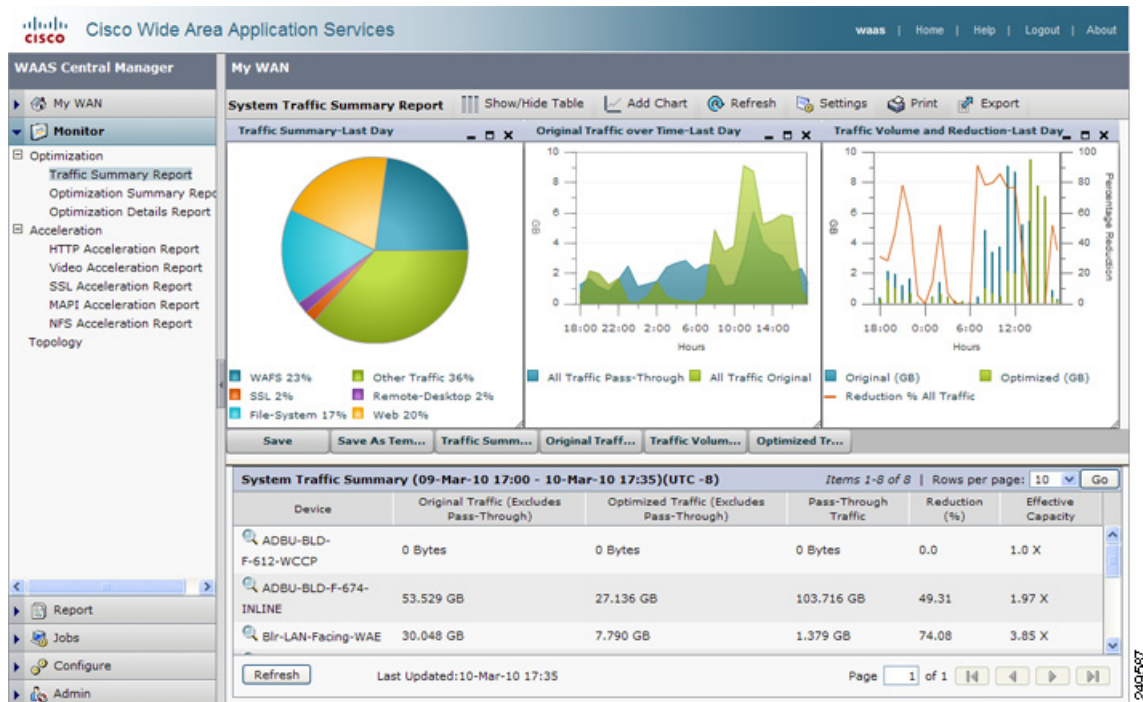 CISCO
Cisco Wide Area Application Services
waas | Home | Help | Logout | About
WAAS Central Manager
My WAN
Monitor
Optimization
Traffic Summary Report
Optimization Summary Repo
Optimization Details Report
Acceleration
HTTP Acceleration Report
Video Acceleration Report
SSL Acceleration Report
MAPI Acceleration Report
NFS Acceleration Report
Topology
Report
Jobs
Configure
Admin
My WAN
System Traffic Summary Report Show/Hide Table Add Chart Refresh Settings Print Export
Traffic Summary-Last Day
WAFS 23% Other Traffic 36%
SSL 2% Remote-Desktop 2%
File-System 17% Web 20%
Original Traffic over Time-Last Day
10
8
6
4
2
0
GB
18:00 22:00 2:00 6:00 10:00 14:00
Hours
All Traffic Pass-Through All Traffic Original
Traffic Volume and Reduction-Last Day
10
8
6
4
2
0
GB
100
80
60
40
20
0
Percentage Reduction
18:00 0:00 6:00 12:00
Hours
Original (GB) Optimized (GB)
Reduction % All Traffic
Save Save As Tem... Traffic Summ... Original Traff... Traffic Volum... Optimized Tr...
System Traffic Summary (09-Mar-10 17:00 - 10-Mar-10 17:35)(UTC -8) Items 1-8 of 8 | Rows per page: 10 Go
Device Original Traffic (Excludes Pass-Through) Optimized Traffic (Excludes Pass-Through) Pass-Through Traffic Reduction (%) Effective Capacity
ADBU-BLD-F-612-WCCP 0 Bytes 0 Bytes 0 Bytes 0.0 1.0 X
ADBU-BLD-F-674-INLINE 53.529 GB 27.136 GB 103.716 GB 49.31 1.97 X
Blr-LAN-Facing-WAE 30.048 GB 7.790 GB 1.379 GB 74.08 3.85 X
Refresh Last Updated:10-Mar-10 17:35 Page 1 of 1
249587